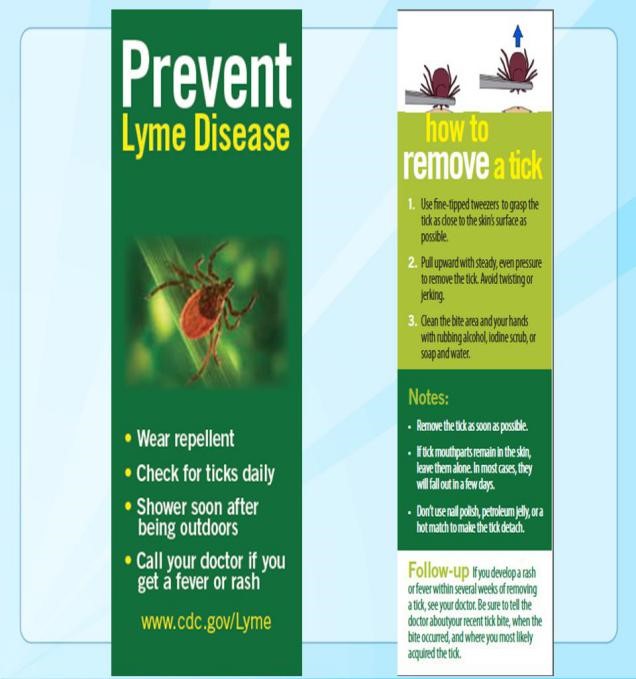 Prevent
Lyme Disease
• Wear repellent
• Check for ticks daily
• Shower soon after
being outdoors
• Call your doctor if you
get a fever or rash
www.cdc.gov/Lyme
how to
remove a tick
1. Use fine-tipped tweezers to grasp the
tick as close to the skin's surface as
possible.
2. Pull upward with steady, even pressure
to remove the tick. Avoid twisting or
jerking.
3. Clean the bite area and your hands
with rubbing alcohol, iodine scrub, or
soap and water.
Notes:
• Remove the tick as soon as possible.
• If tick mouthparts remain in the skin,
leave them alone. In most cases, they
will fall out in a few days.
• Don't use nail polish, petroleum jelly, or a
hot match to make the tick detach.
Follow-up If you develop a rash
or fever within several weeks of removing
a tick, see your doctor. Be sure to tell the
doctor aboutyour recent tick bite, when the
bite occurred, and where you most likely
acquired the tick.